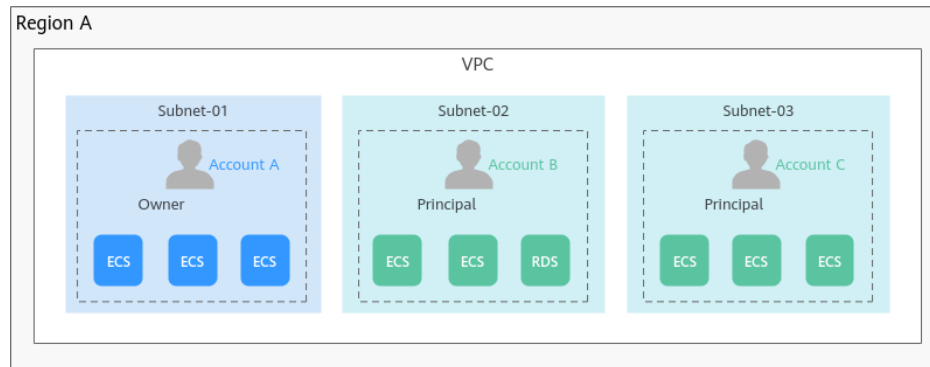 Region A
VPC
Subnet-01
Account A
Owner
ECS ECS ECS
Subnet-02
Account B
Principal
ECS ECS RDS
Subnet-03
Account C
Principal
ECS ECS ECS